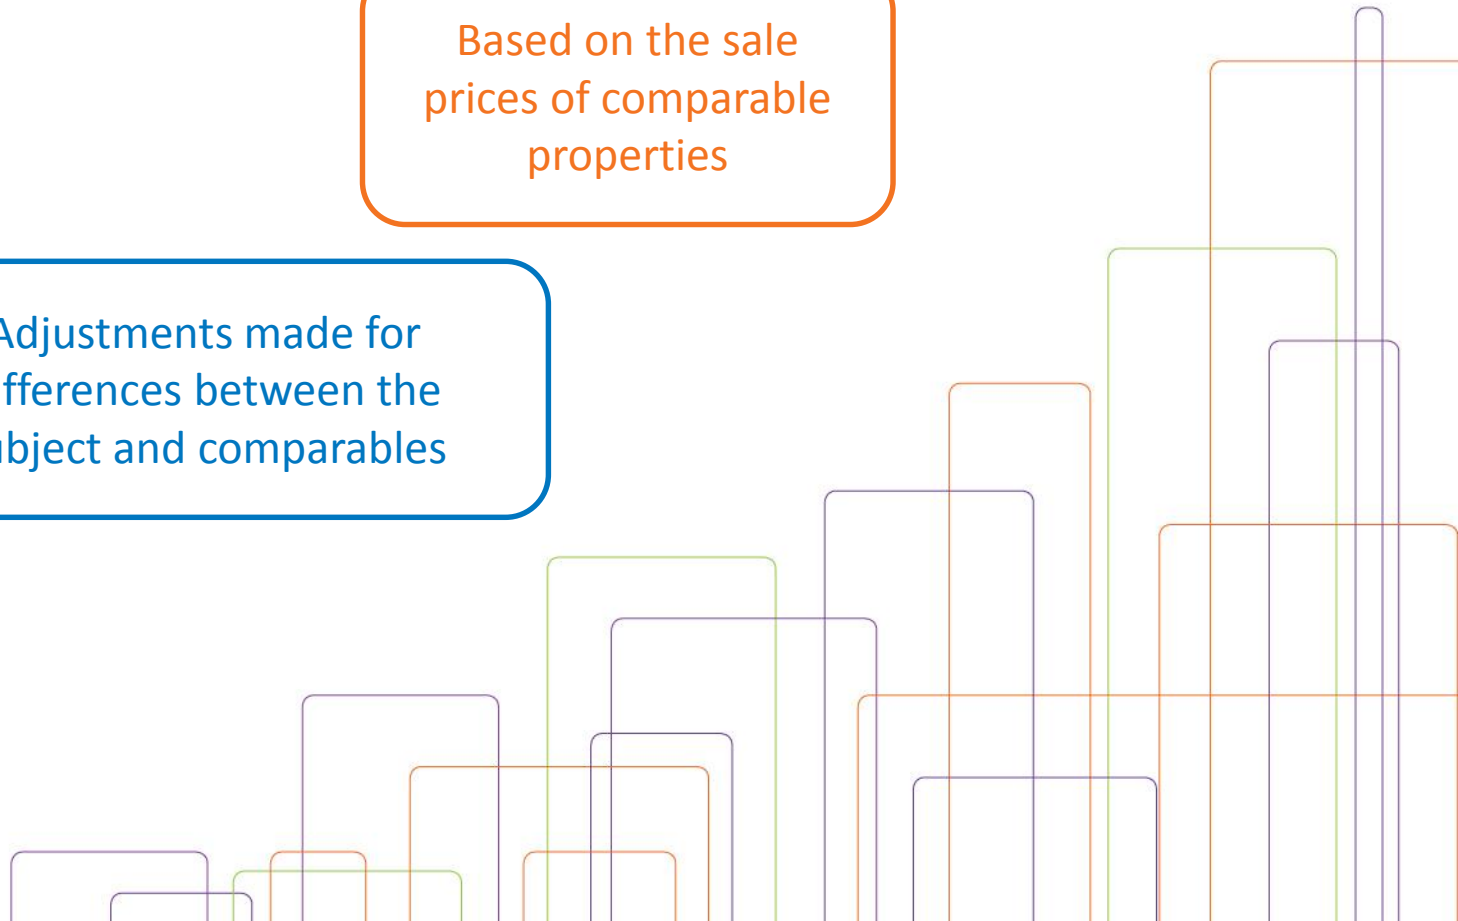 Based on the sale
prices of comparable
properties
Adjustments made for
fferences between the
bject and comparables